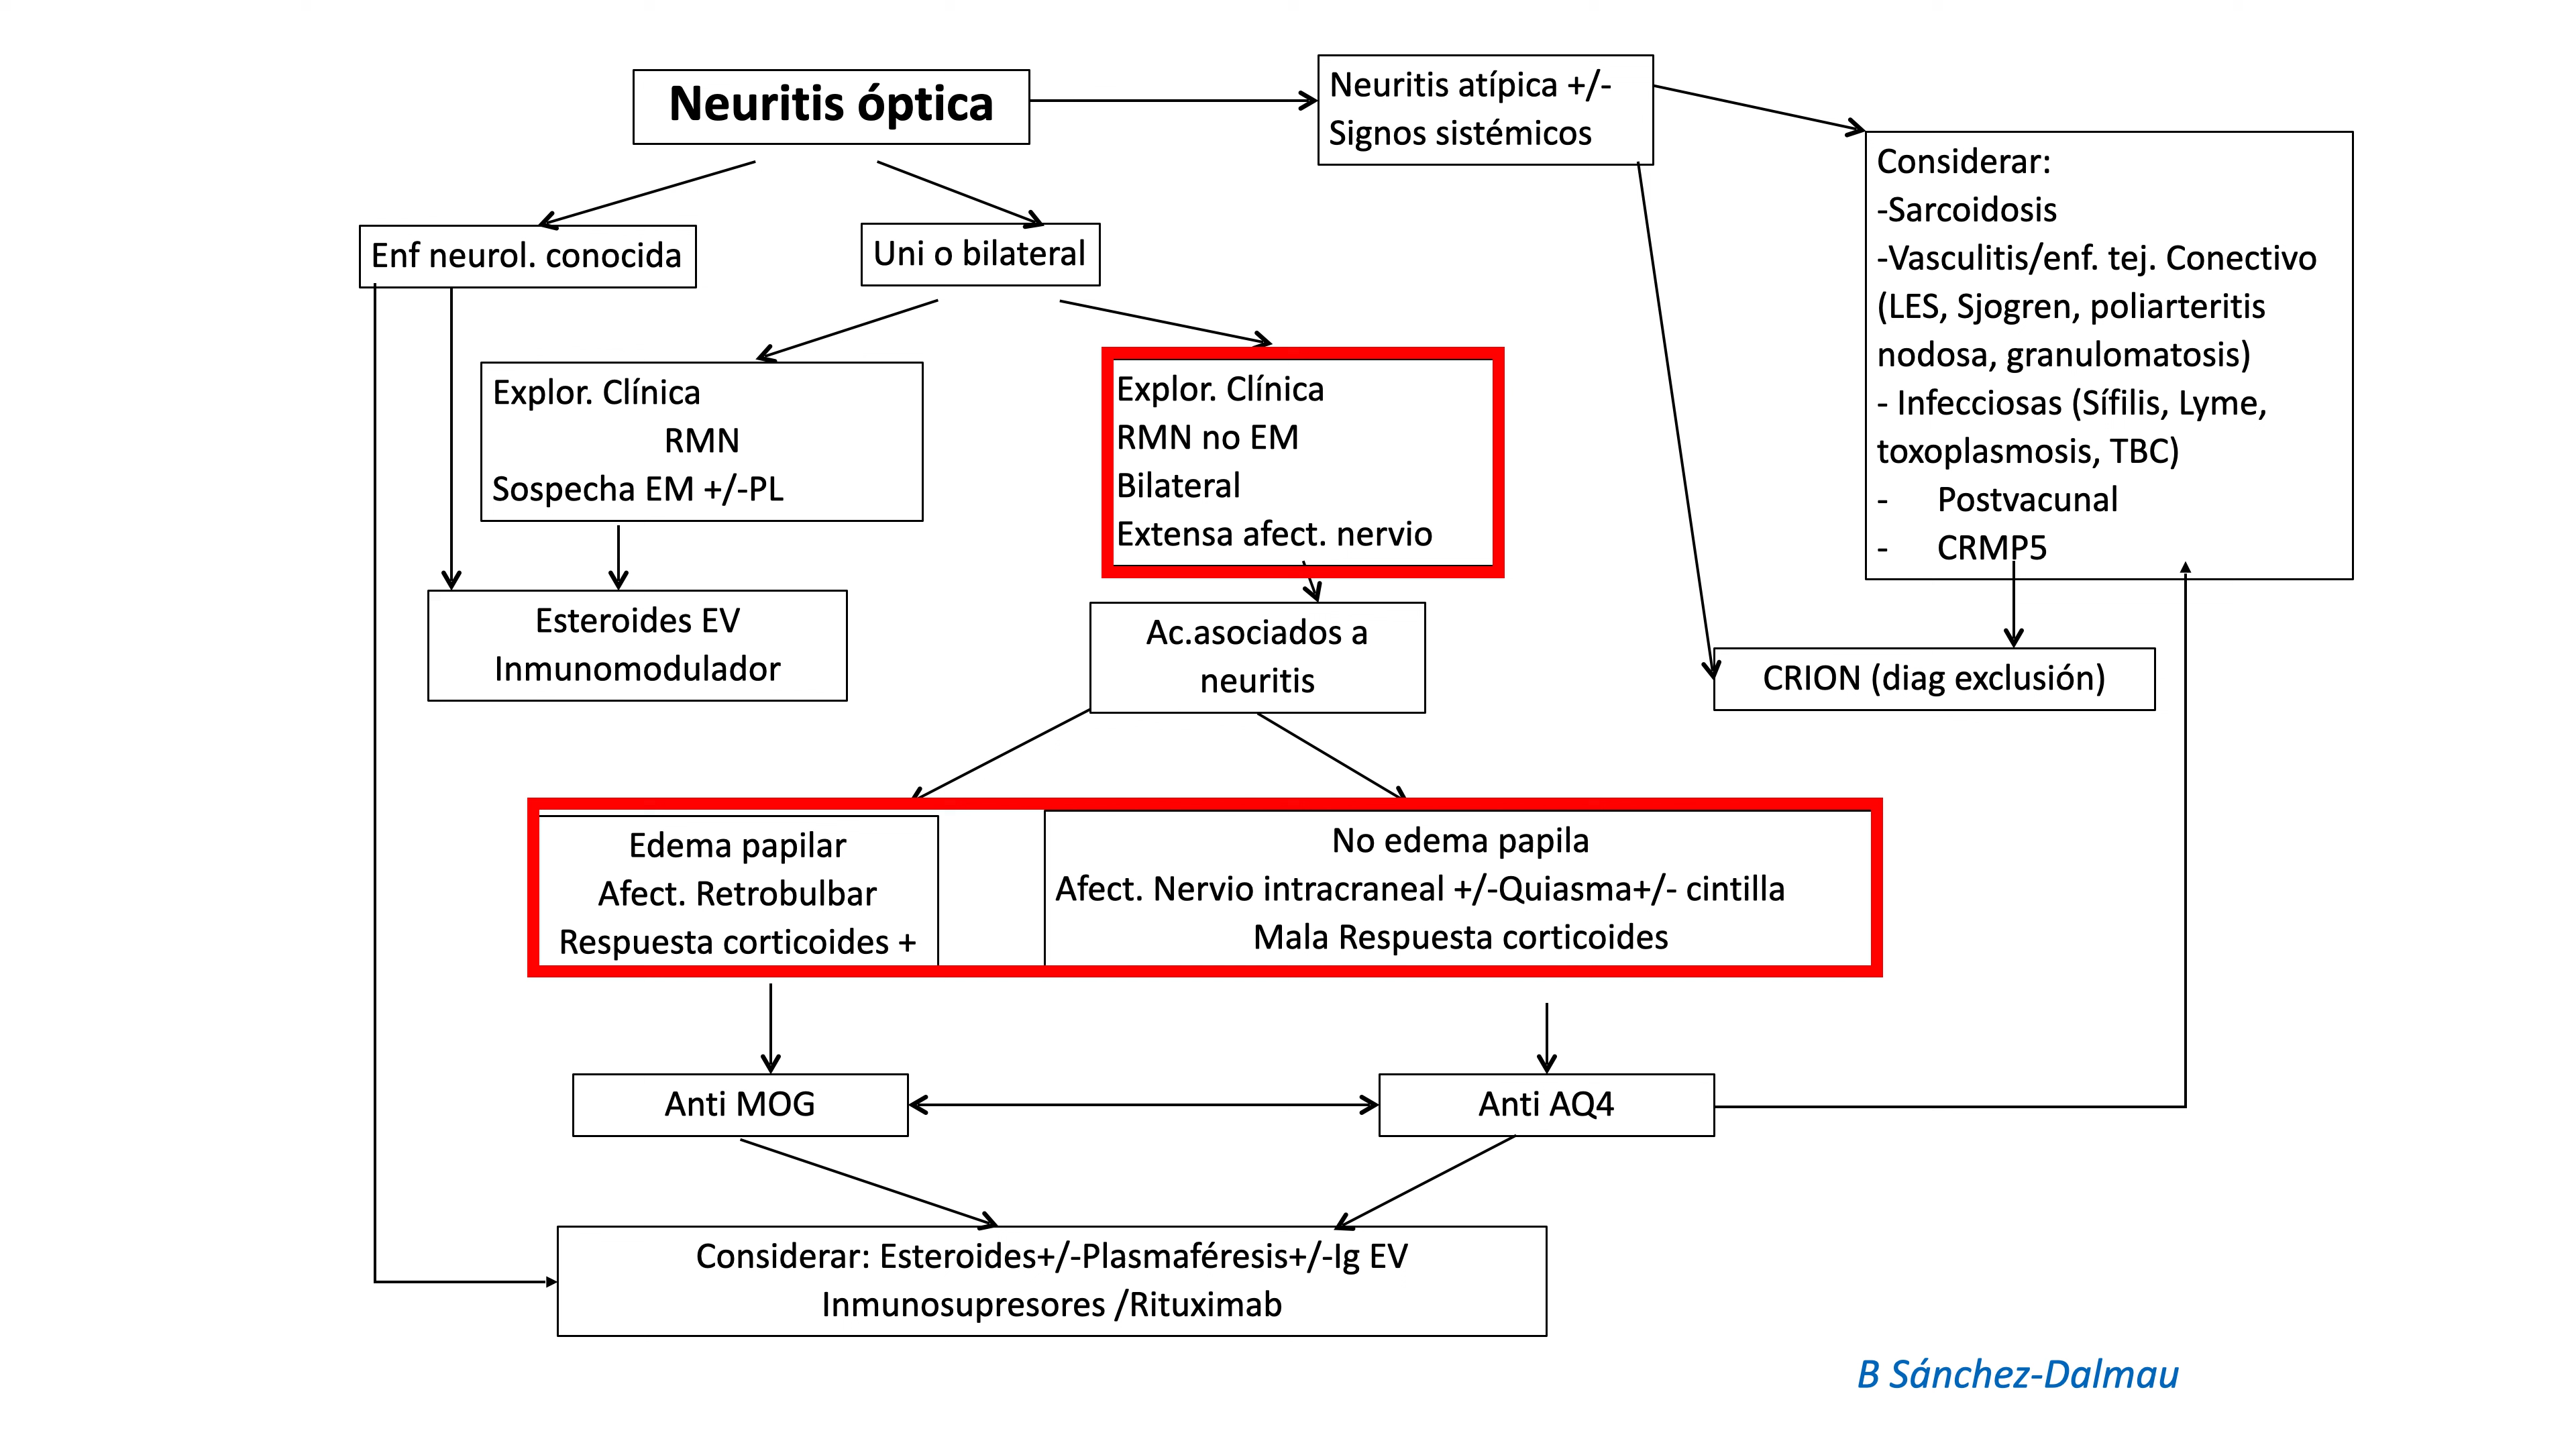 Neuritis óptica
Neuritis atípica +/-
Signos sistémicos
Considerar:
-Sarcoidosis
-Vasculitis/enf. tej. Conectivo
(LES, Sjogren, poliarteritis
nodosa, granulomatosis)
- Infecciosas (Sífilis, Lyme,
toxoplasmosis, TBC)
- Postvacunal
- CRMP5
Enf neurol. conocida
Uni o bilateral
Explor. Clínica
RMN
Sospecha EM +/-PL
Explor. Clínica
RMN no EM
Bilateral
Extensa afect. nervio
Esteroides EV
Inmunomodulador
Ac.asociados a
neuritis
CRION (diag exclusión)
Edema papilar
Afect. Retrobulbar
Respuesta corticoides +
No edema papila
Afect. Nervio intracraneal +/-Quiasma+/- cintilla
Mala Respuesta corticoides
Anti MOG
Anti AQ4
Considerar: Esteroides+/-Plasmaféresis+/-Ig EV
Inmunosupresores /Rituximab
B Sánchez-Dalmau